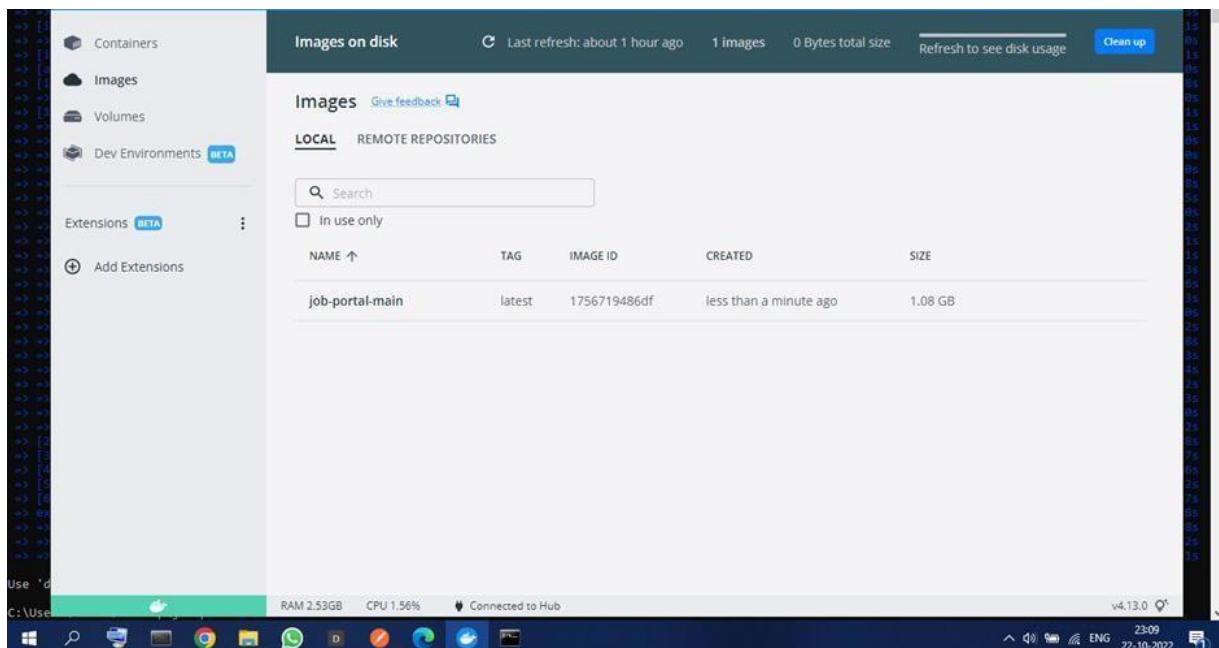 Containers
Images
Volumes
Dev Environments BETA
Extensions BETA
Add Extensions
Images on disk Last refresh: about 1 hour ago 1 images 0 Bytes total size Refresh to see disk usage Clean up
Images Give feedback
LOCAL REMOTE REPOSITORIES
Search
In use only
NAME TAG IMAGE ID CREATED SIZE
job-portal-main latest 1756719486df less than a minute ago 1.08 GB
Use 'd
C:\Use
RAM 2.53GB CPU 1.56% Connected to Hub v4.13.0
ENG 23:09
22-10-2022